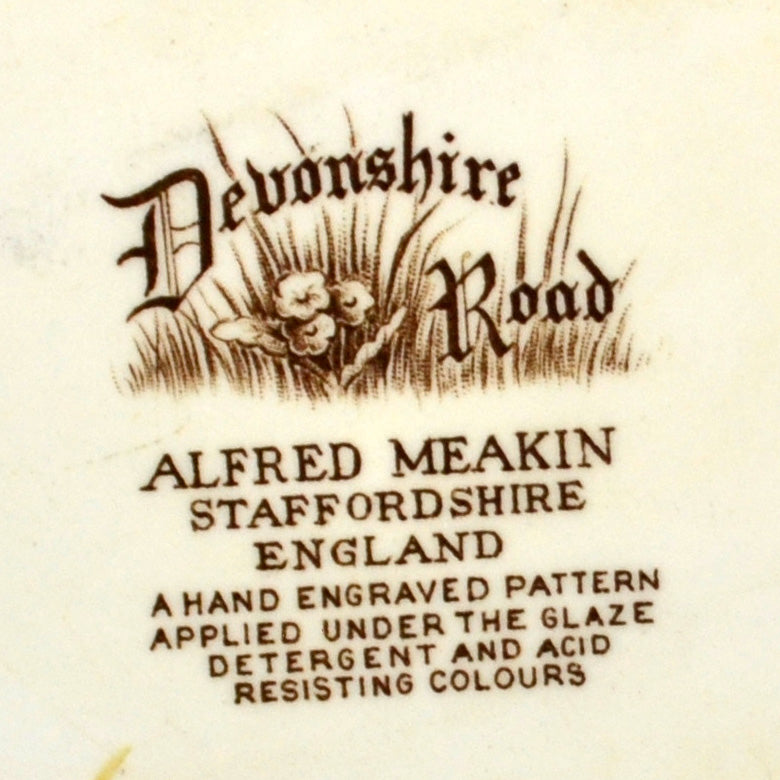 Devonshire
Road
ALFRED MEAKIN
STAFFORDSHIRE
ENGLAND
A HAND ENGRAVED PATTERN
APPLIED UNDER THE GLAZE
DETERGENT AND ACID
RESISTING COLOURS